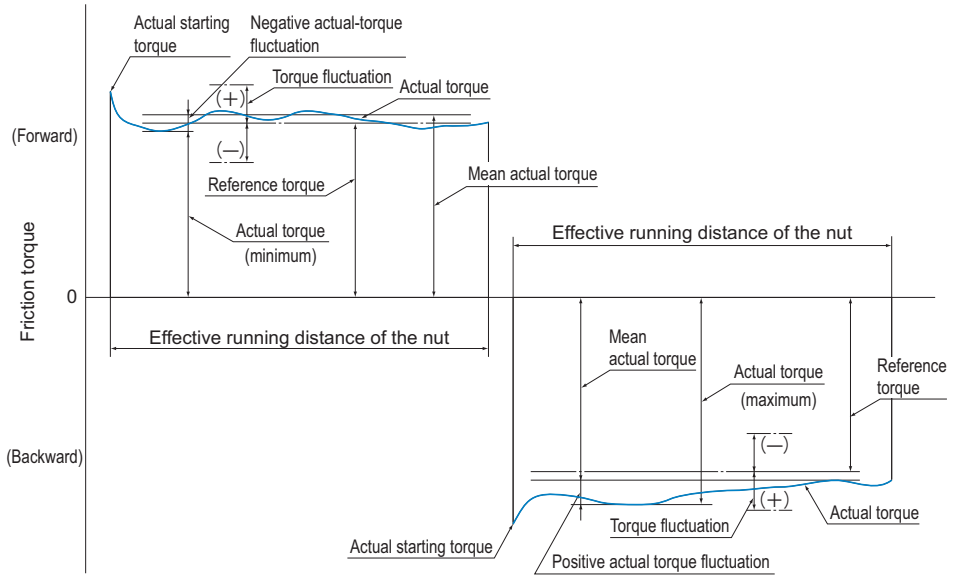 Actual starting
torque
Negative actual-torque
fluctuation
Torque fluctuation
(+)
Actual torque
(Forward)
(—)
Reference torque
Mean actual torque
Actual torque
(minimum)
Effective running distance of the nut
Friction torque
0
Effective running distance of the nut
Mean
actual torque
Actual torque
(maximum)
Reference
torque
(Backward)
(—)
(+)
Actual torque
Torque fluctuation
Actual starting torque
Positive actual torque fluctuation